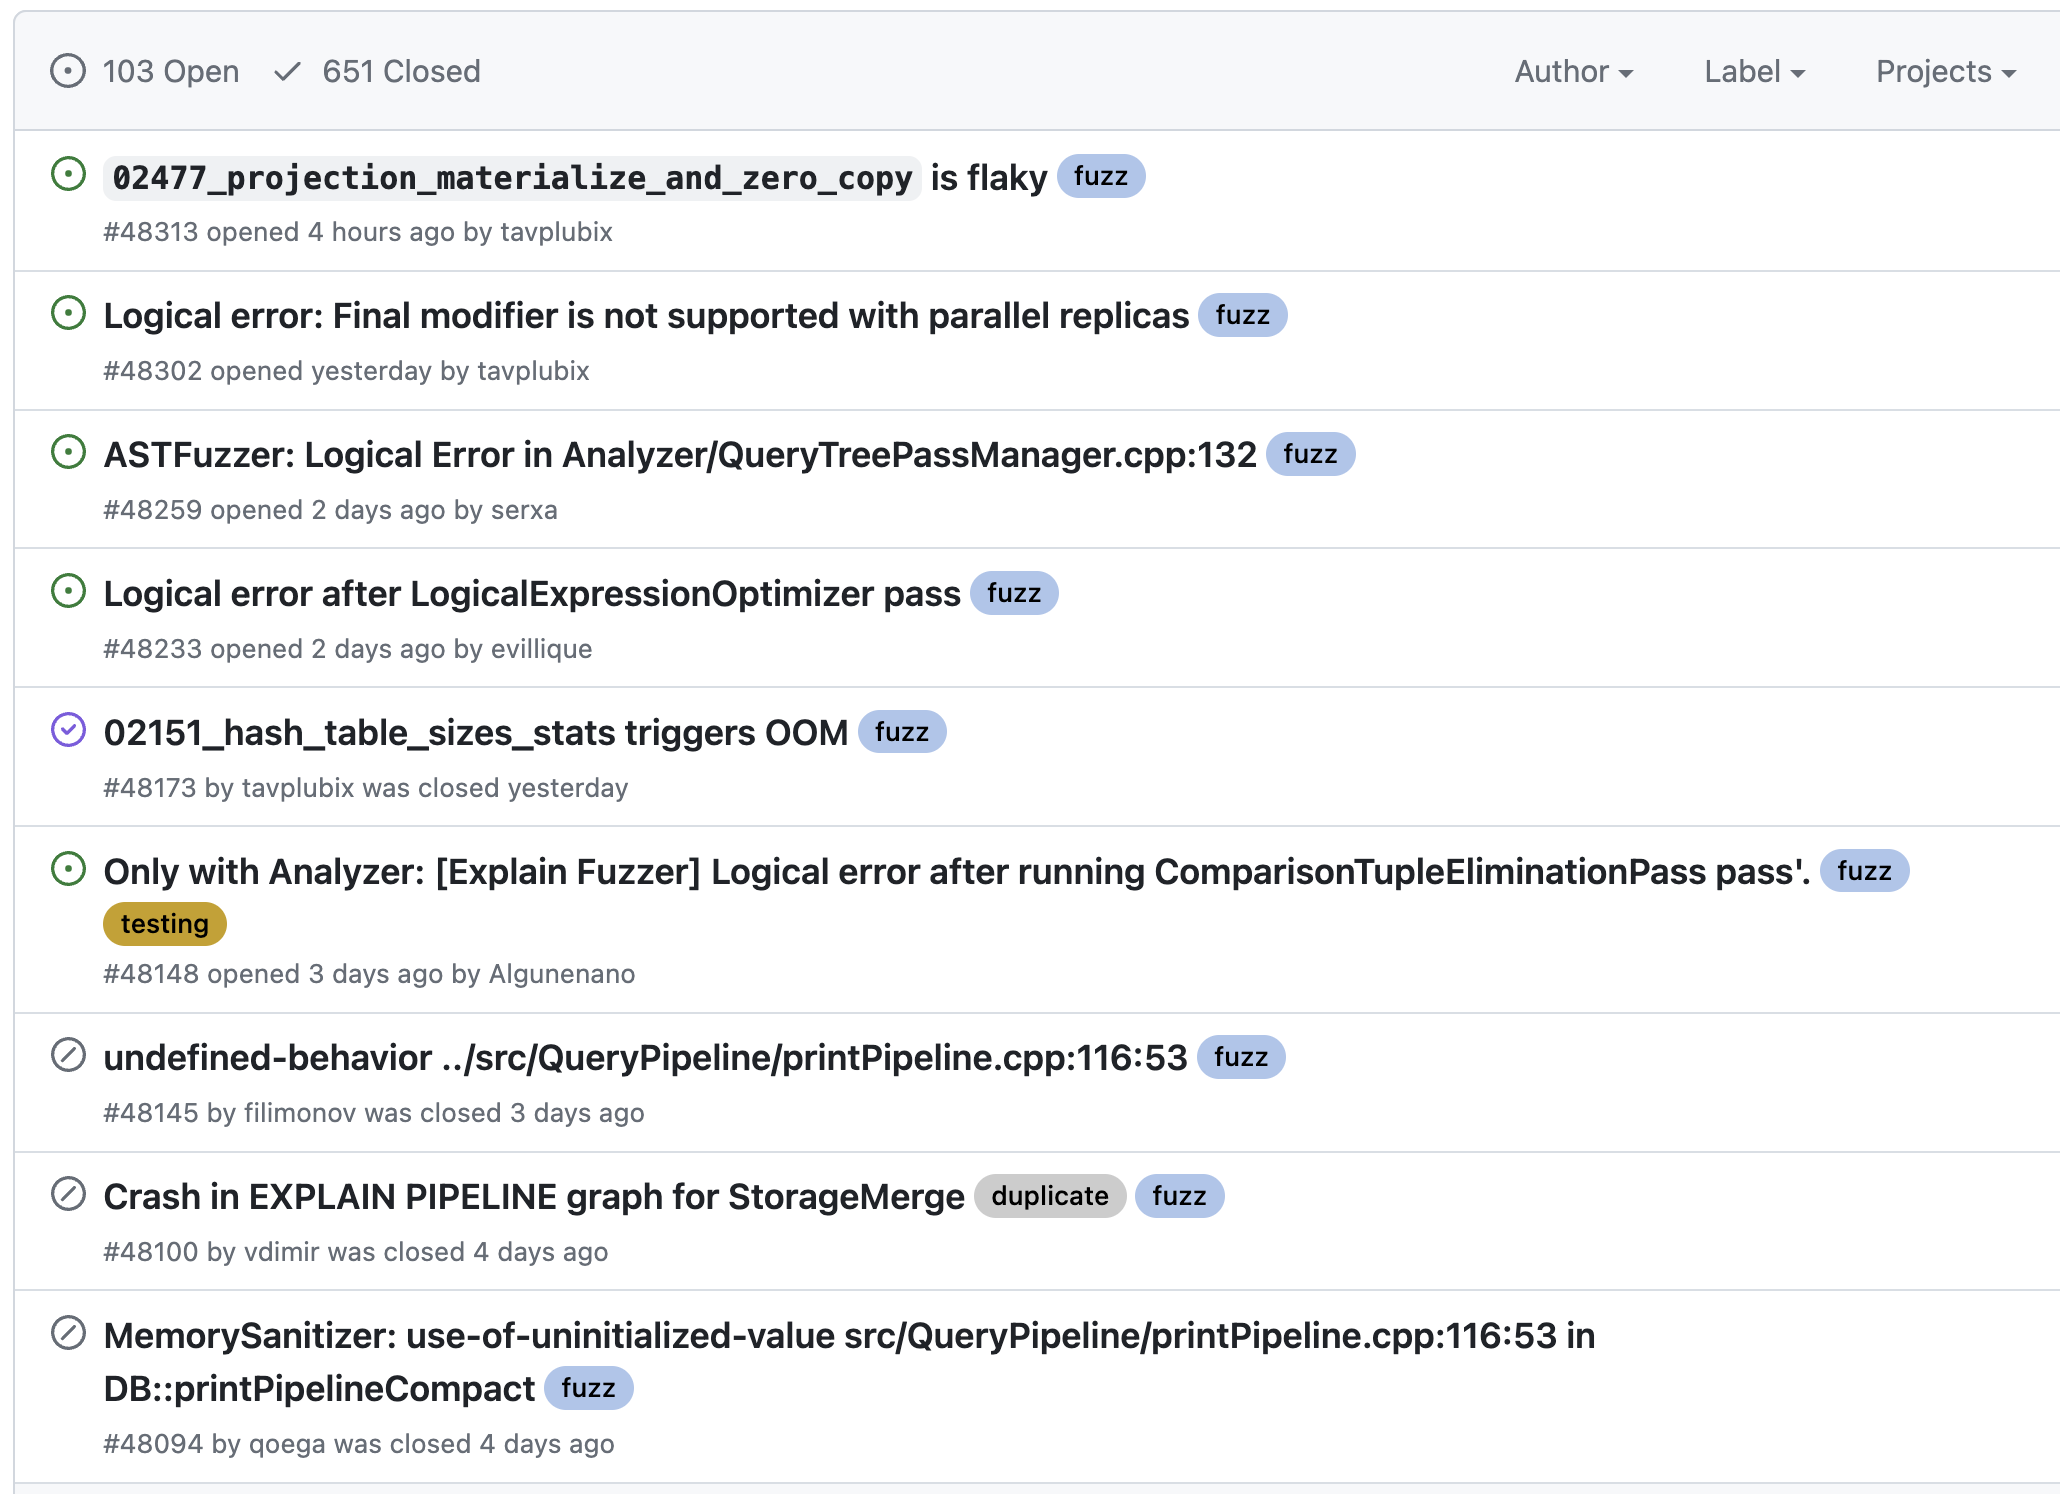 103 Open 651 Closed Author Label Projects
02477_projection_materialize_and_zero_copy is flaky fuzz
#48313 opened 4 hours ago by tavplubix
Logical error: Final modifier is not supported with parallel replicas fuzz
#48302 opened yesterday by tavplubix
ASTFuzzer: Logical Error in Analyzer/QueryTreePassManager.cpp:132 fuzz
#48259 opened 2 days ago by serxa
Logical error after LogicalExpressionOptimizer pass fuzz
#48233 opened 2 days ago by evillique
02151_hash_table_sizes_stats triggers OOM fuzz
#48173 by tavplubix was closed yesterday
Only with Analyzer: [Explain Fuzzer] Logical error after running ComparisonTupleEliminationPass pass'. fuzz
testing
#48148 opened 3 days ago by Algunenano
undefined-behavior ../src/QueryPipeline/printPipeline.cpp:116:53 fuzz
#48145 by filimonov was closed 3 days ago
Crash in EXPLAIN PIPELINE graph for StorageMerge duplicate fuzz
#48100 by vdimir was closed 4 days ago
MemorySanitizer: use-of-uninitialized-value src/QueryPipeline/printPipeline.cpp:116:53 in
DB::printPipelineCompact fuzz
#48094 by qoega was closed 4 days ago